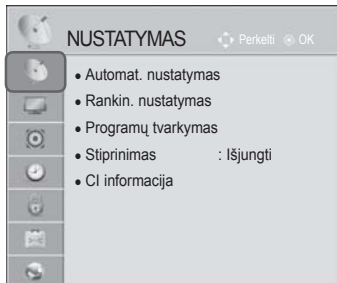 NUSTATYMAS Perkelti OK
• Automat. nustatymas
• Rankin. nustatymas
• Programų tvarkymas
• Stiprinimas : Išjungti
• CI informacija